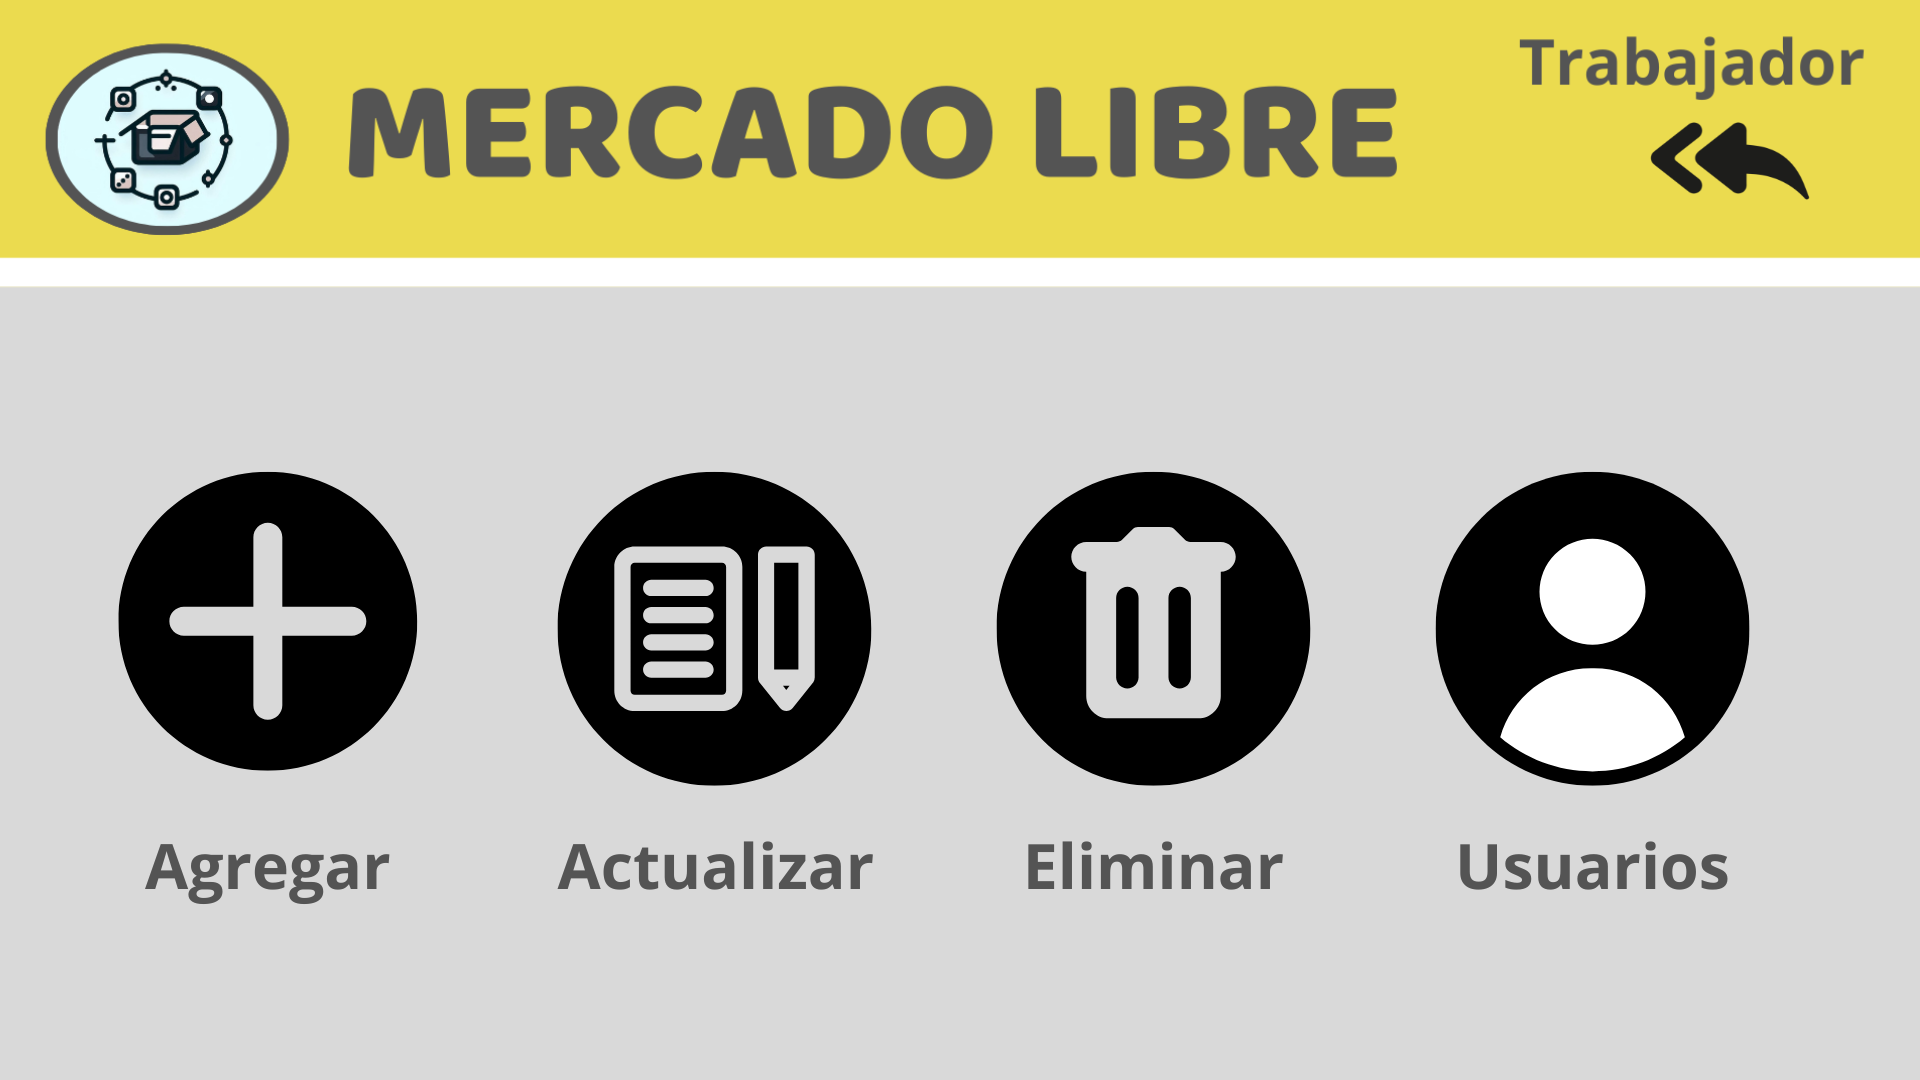 Trabajador
MERCADO LIBRE
Agregar
Actualizar
Eliminar
Usuarios